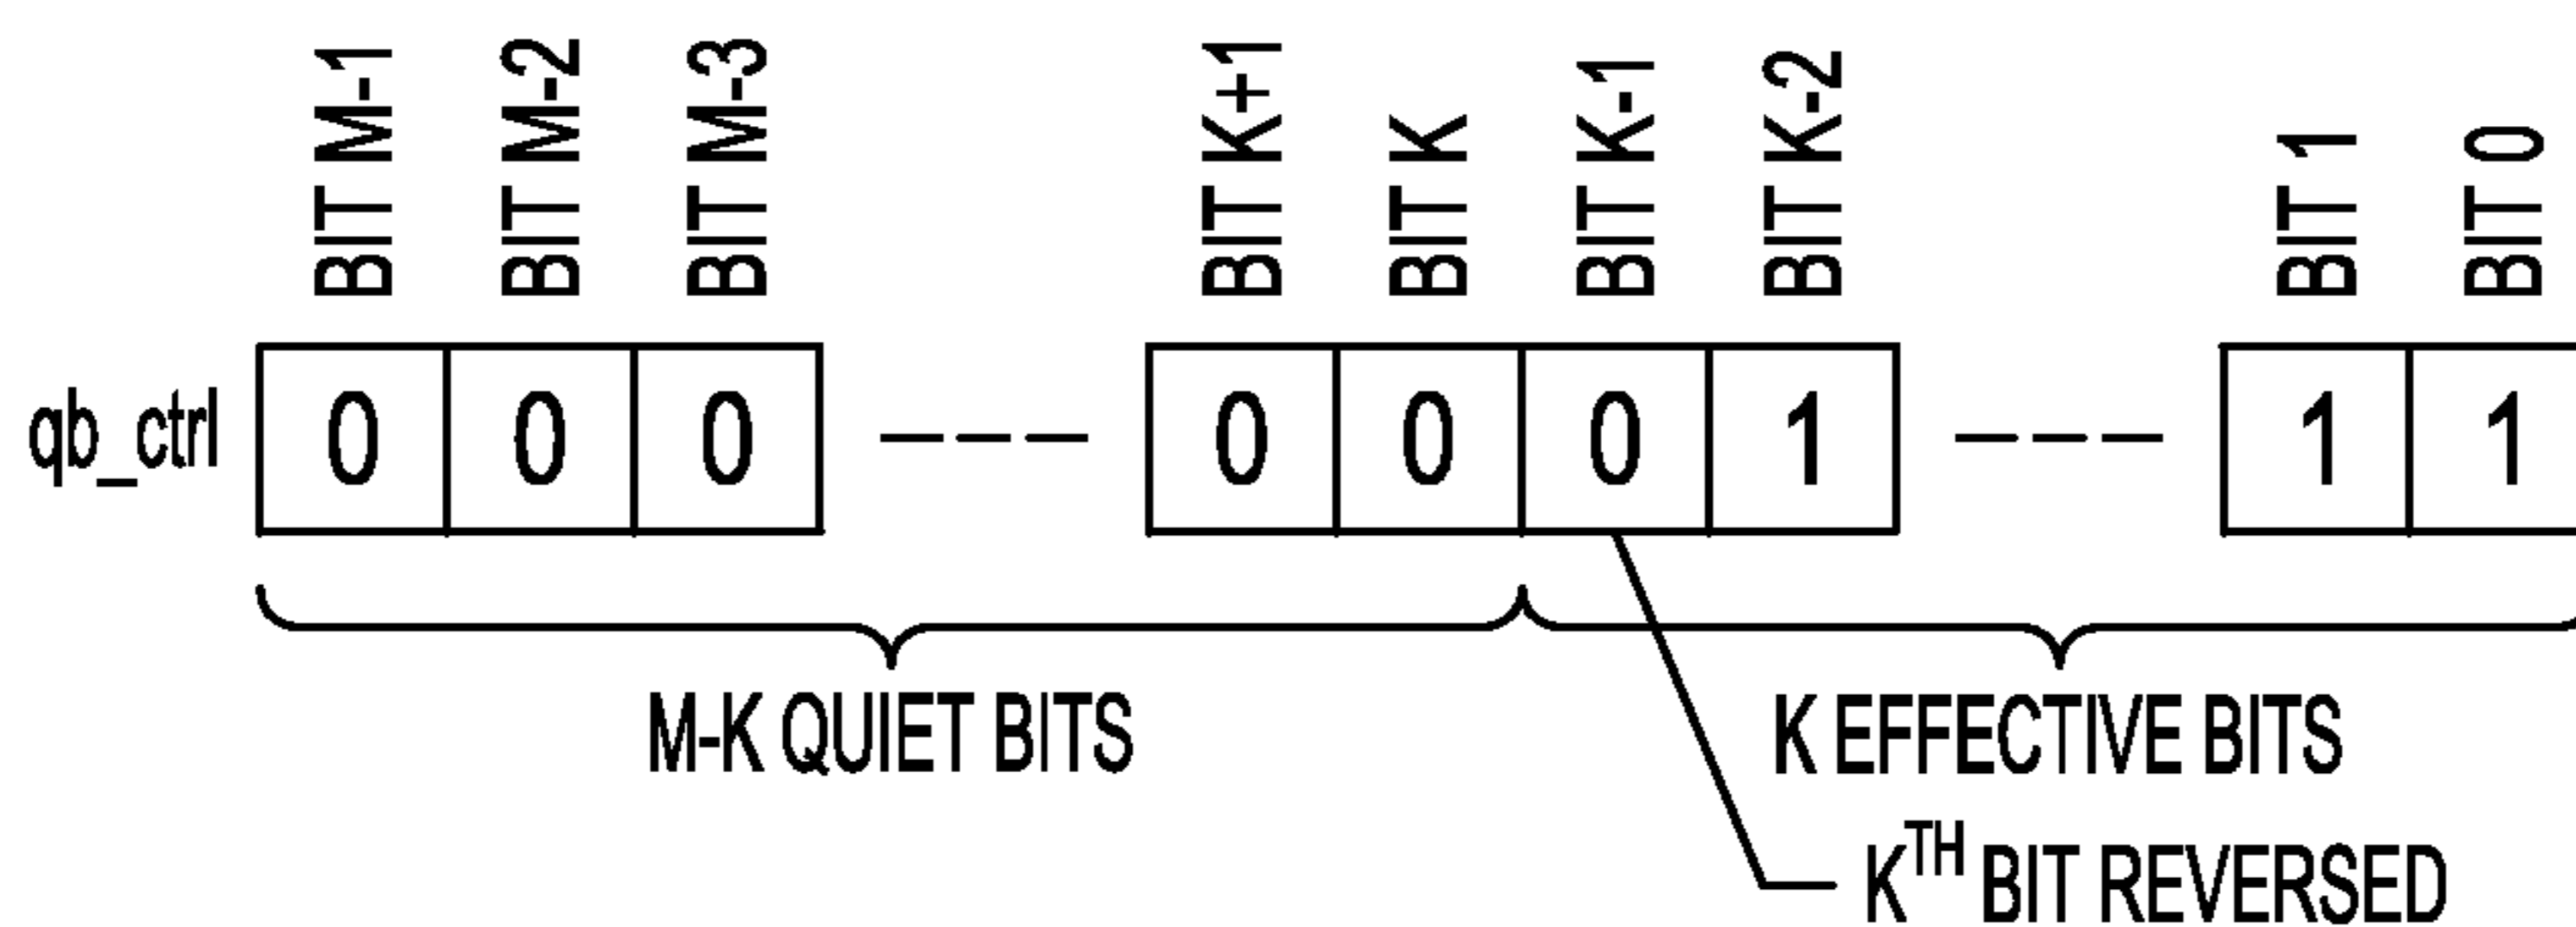 BIT M-1 BIT M-2 BIT M-3 BIT K+1 BIT K BIT K-1 BIT K-2 BIT 1 BIT 0
qb_ctrl 0 0 0 --- 0 0 0 1 --- 1 1
M-K QUIET BITS K EFFECTIVE BITS
K^TH BIT REVERSED